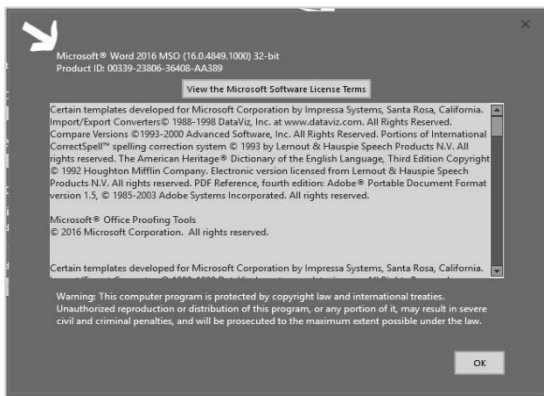 Microsoft® Word 2016 MSO (16.0.4849.1000) 32-bit
Product ID: 00339-23806-36408-AA389
View the Microsoft Software License Terms
Certain templates developed for Microsoft Corporation by Impressa Systems, Santa Rosa, California.
Import/Export Converters© 1988-1998 DataViz, Inc. at www.dataviz.com. All Rights Reserved.
Compare Versions ©1993-2000 Advanced Software, Inc. All Rights Reserved. Portions of International
CorrectSpell™ spelling correction system © 1993 by Lernout & Hauspie Speech Products N.V. All
rights reserved. The American Heritage® Dictionary of the English Language, Third Edition Copyright
© 1992 Houghton Mifflin Company. Electronic version licensed from Lernout & Hauspie Speech
Products N.V. All rights reserved. PDF Reference, fourth edition: Adobe® Portable Document Format
version 1.5, © 1985-2003 Adobe Systems Incorporated. All rights reserved.
Microsoft® Office Proofing Tools
© 2016 Microsoft Corporation. All rights reserved.
Certain templates developed for Microsoft Corporation by Impressa Systems, Santa Rosa, California.
Warning: This computer program is protected by copyright law and international treaties.
Unauthorized reproduction or distribution of this program, or any portion of it, may result in severe
civil and criminal penalties, and will be prosecuted to the maximum extent possible under the law.
OK